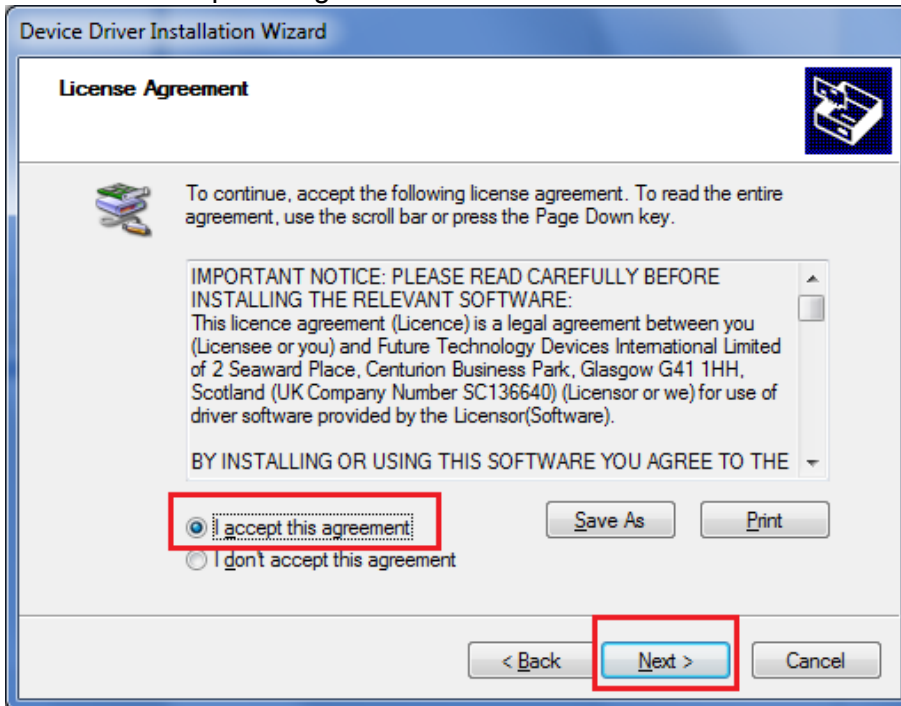 Device Driver Installation Wizard
License Agreement
To continue, accept the following license agreement. To read the entire
agreement, use the scroll bar or press the Page Down key.
IMPORTANT NOTICE: PLEASE READ CAREFULLY BEFORE
INSTALLING THE RELEVANT SOFTWARE:
This licence agreement (Licence) is a legal agreement between you
(Licensee or you) and Future Technology Devices International Limited
of 2 Seaward Place, Centurion Business Park, Glasgow G41 1HH,
Scotland (UK Company Number SC136640) (Licensor or we) for use of
driver software provided by the Licensor(Software).
BY INSTALLING OR USING THIS SOFTWARE YOU AGREE TO THE
I accept this agreement
Save As
Print
I don't accept this agreement
< Back
Next >
Cancel